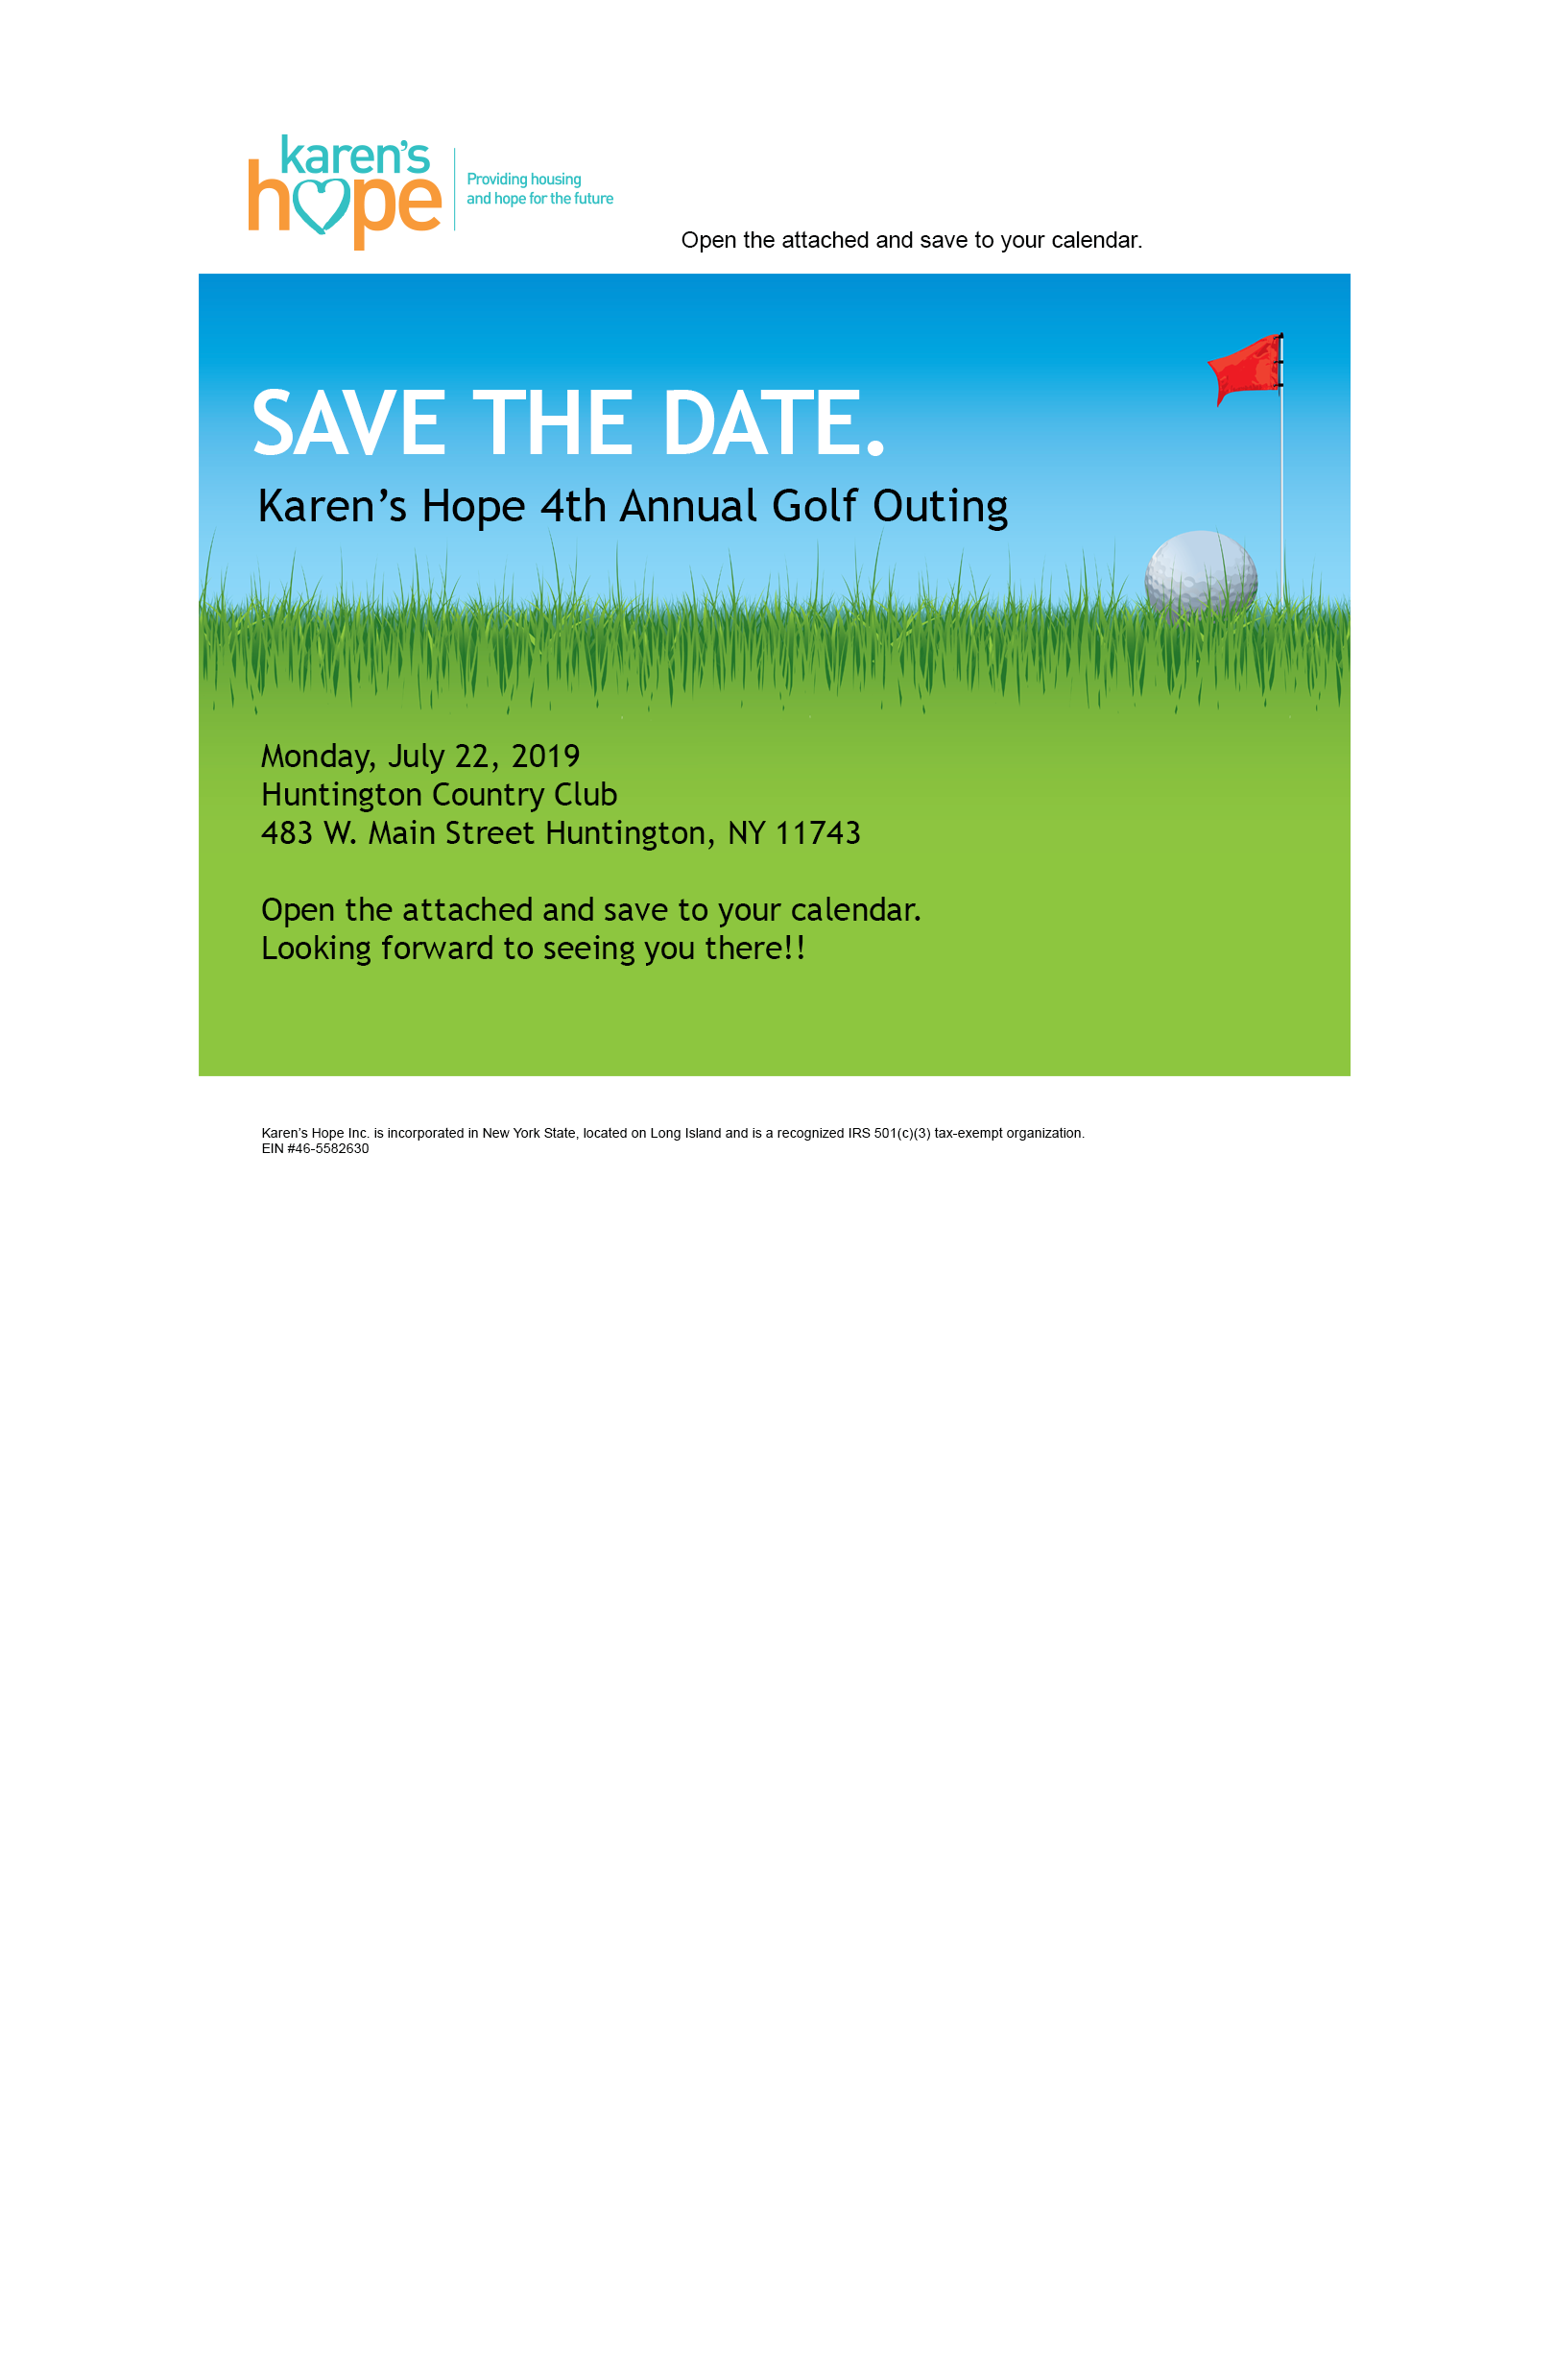 karen's
hope
Providing housing
and hope for the future
Open the attached and save to your calendar.
SAVE THE DATE.
Karen’s Hope 4th Annual Golf Outing
Monday, July 22, 2019
Huntington Country Club
483 W. Main Street Huntington, NY 11743
Open the attached and save to your calendar.
Looking forward to seeing you there!!
Karen’s Hope Inc. is incorporated in New York State, located on Long Island and is a recognized IRS 501(c)(3) tax-exempt organization.
EIN #46-5582630